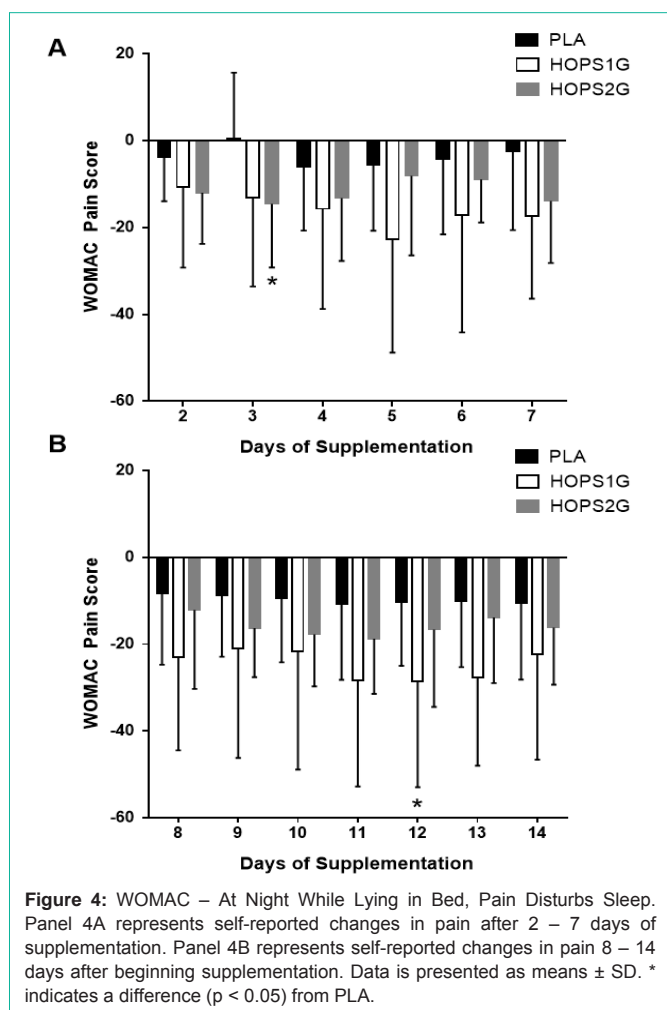 A
PLA
HOPS1G
HOPS2G
20
0
-20
-40
-60
WOMAC Pain Score
*
2 3 4 5 6 7
Days of Supplementation
B
PLA
HOPS1G
HOPS2G
20
0
-20
-40
-60
WOMAC Pain Score
*
8 9 10 11 12 13 14
Days of Supplementation
Figure 4: WOMAC – At Night While Lying in Bed, Pain Disturbs Sleep.
Panel 4A represents self-reported changes in pain after 2 – 7 days of
supplementation. Panel 4B represents self-reported changes in pain 8 – 14
days after beginning supplementation. Data is presented as means ± SD. *
indicates a difference (p < 0.05) from PLA.